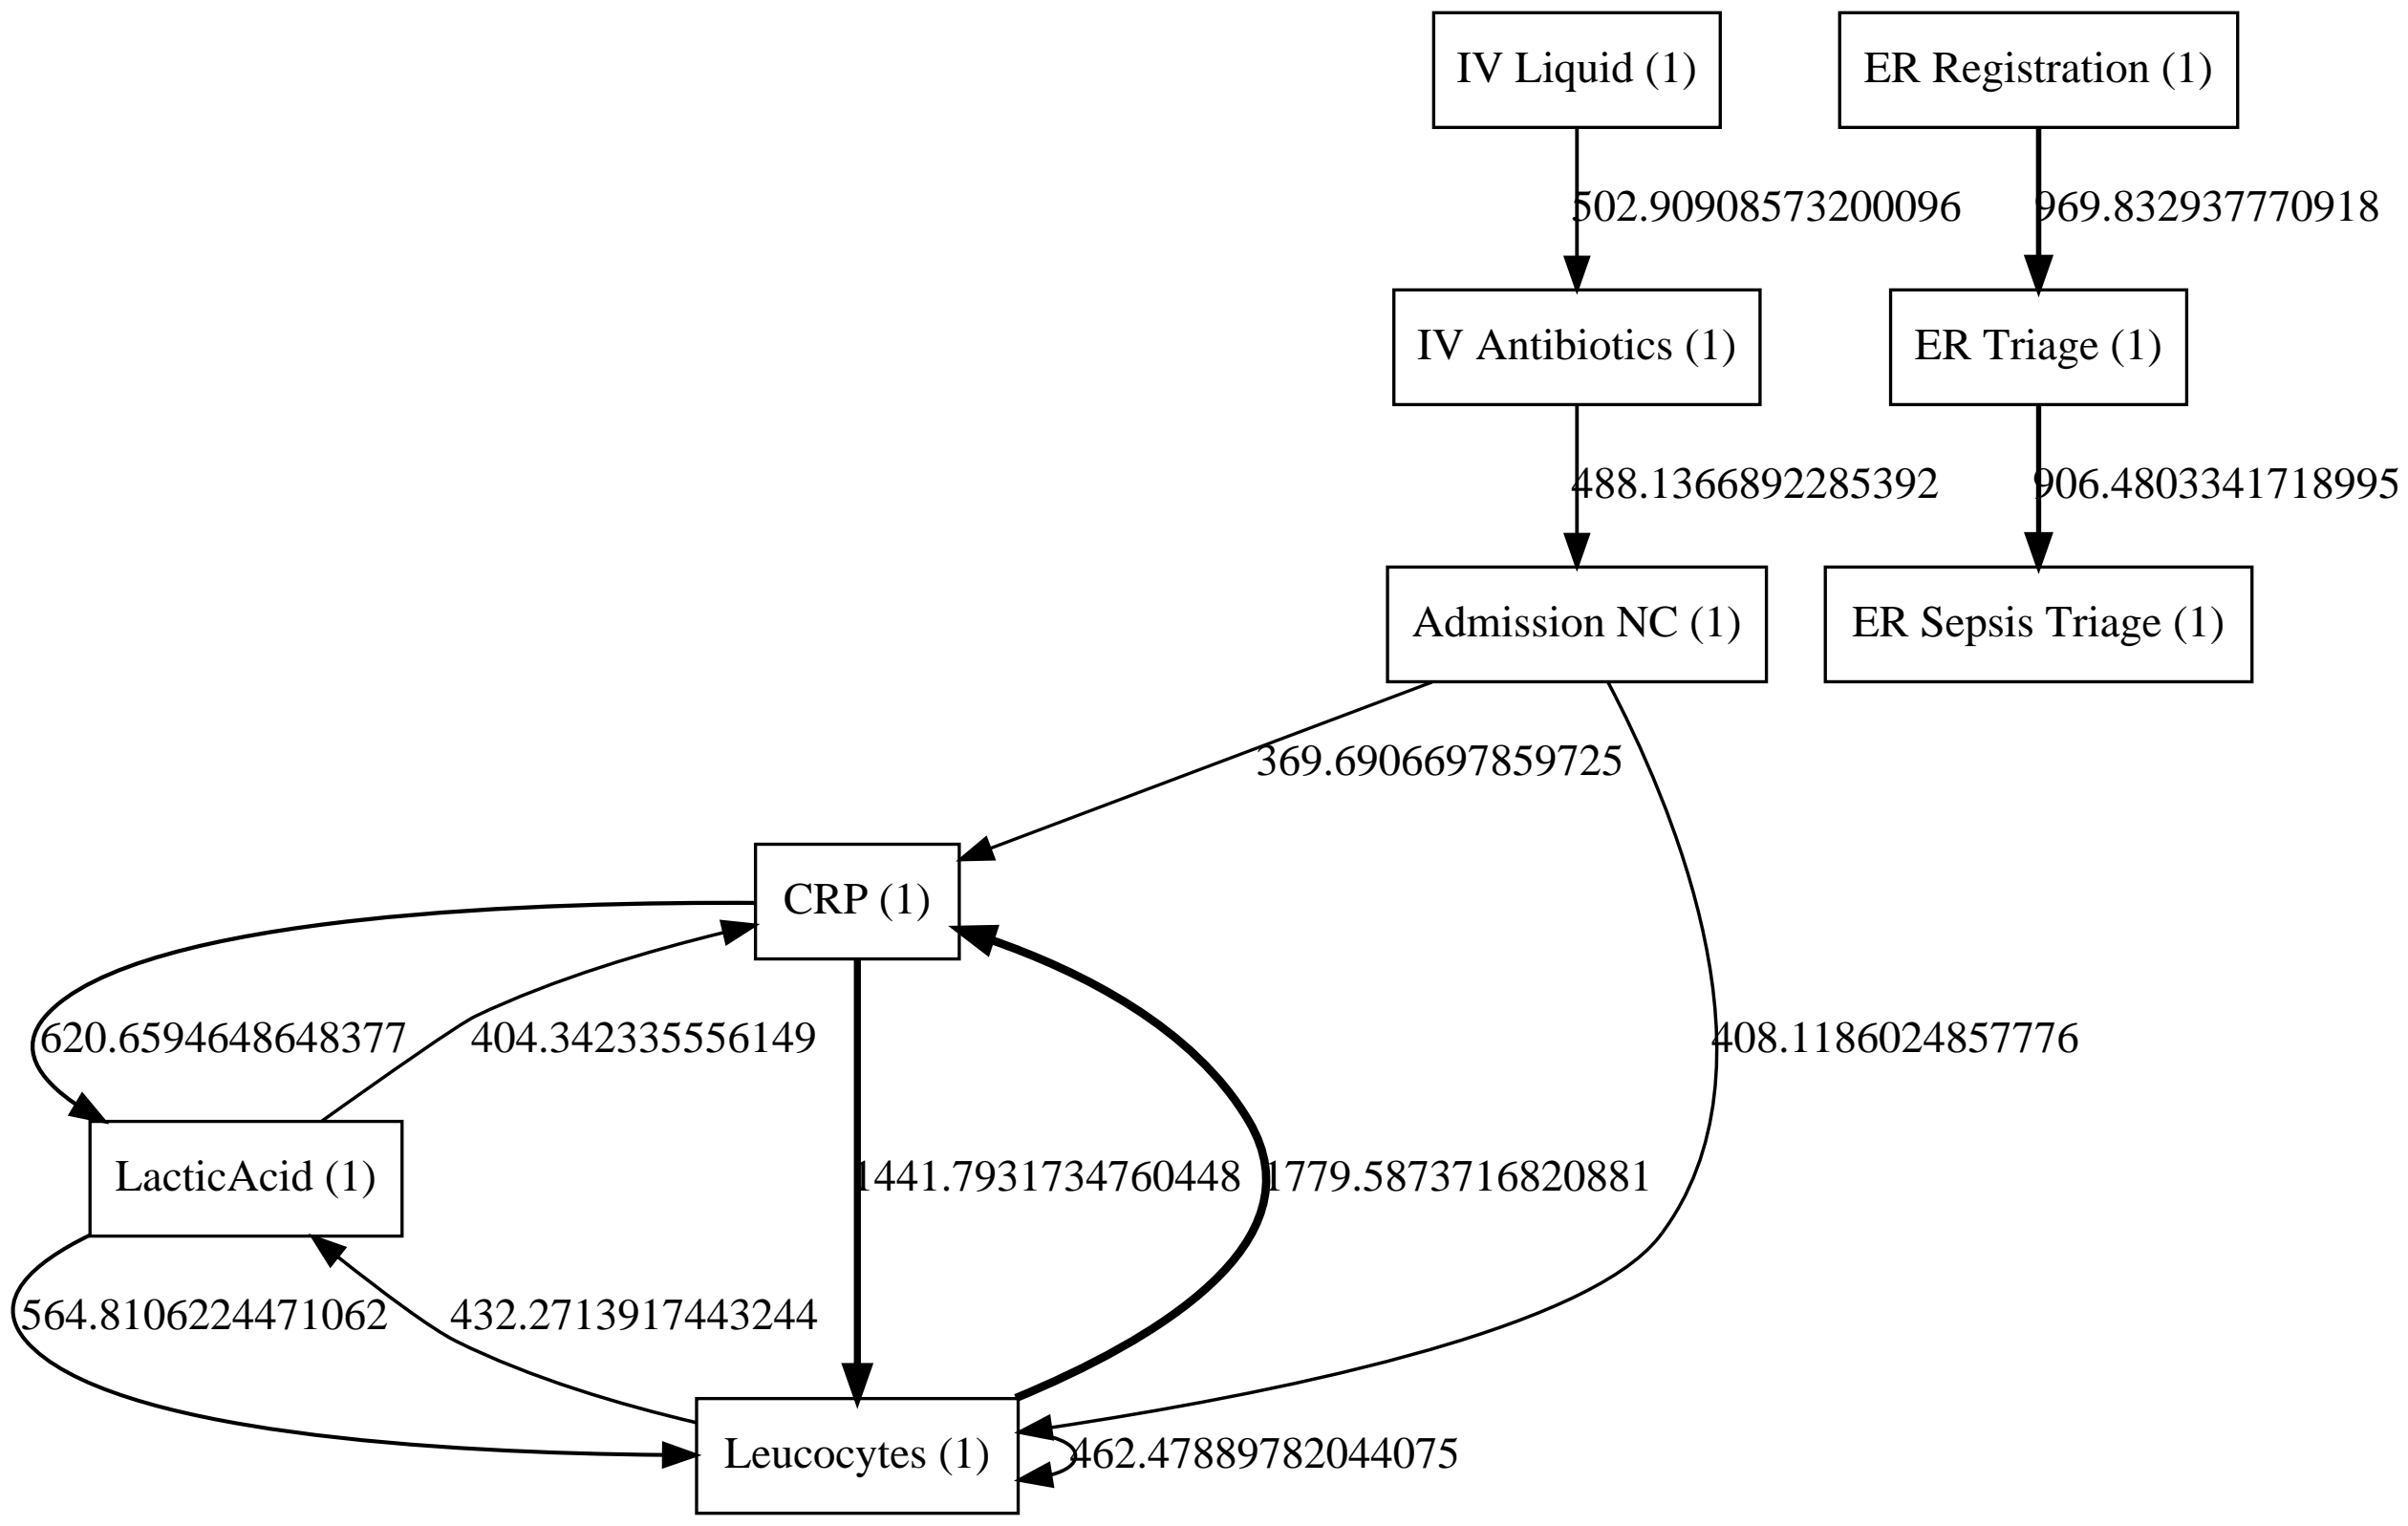 IV Liquid (1)
ER Registration (1)
502.90908573200096
969.832937770918
IV Antibiotics (1)
ER Triage (1)
488.1366892285392
906.4803341718995
Admission NC (1)
ER Sepsis Triage (1)
369.6906697859725
CRP (1)
620.6594648648377
404.342335556149
408.1186024857776
LacticAcid (1)
1441.7931734760448
1779.5873716820881
564.8106224471062
432.2713917443244
Leucocytes (1)
462.47889782044075